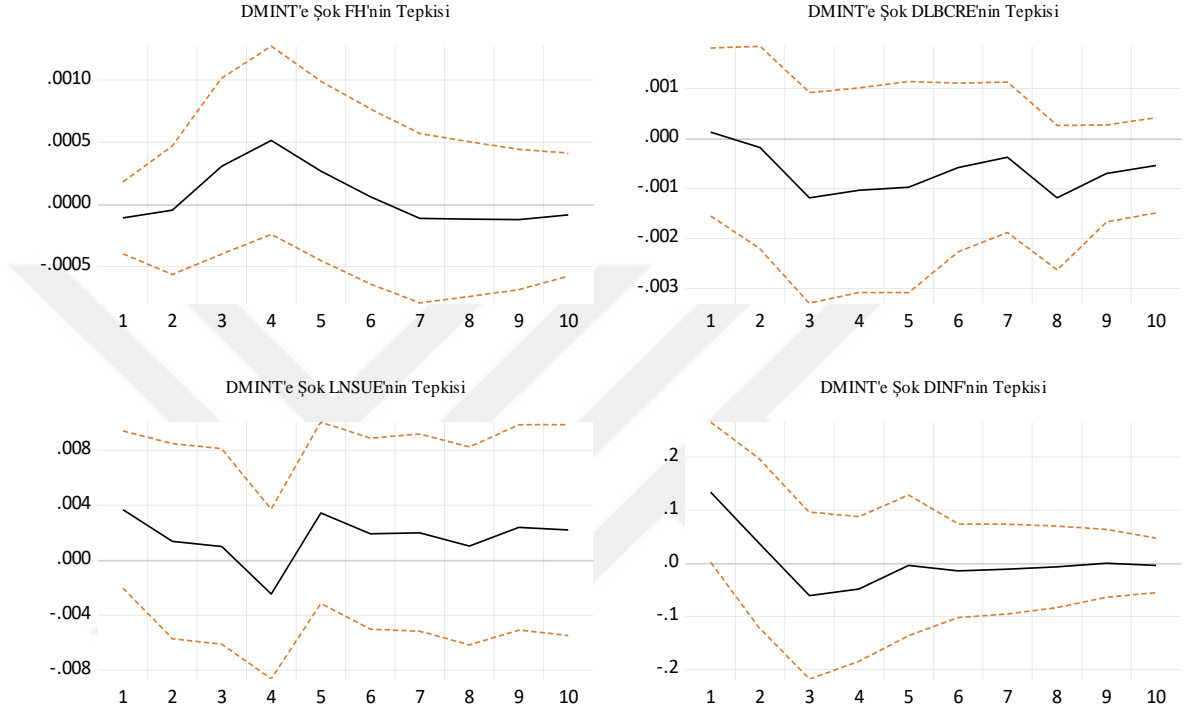 DMINT'e Şok FH'nin Tepkisi
.0010
.0005
.0000
-.0005
1 2 3 4 5 6 7 8 9 10
DMINT'e Şok DLBCRE'nin Tepkisi
.001
.000
-.001
-.002
-.003
1 2 3 4 5 6 7 8 9 10
DMINT'e Şok LNSUE'nin Tepkisi
.008
.004
.000
-.004
-.008
1 2 3 4 5 6 7 8 9 10
DMINT'e Şok DINF'nin Tepkisi
.2
.1
.0
-.1
-.2
1 2 3 4 5 6 7 8 9 10